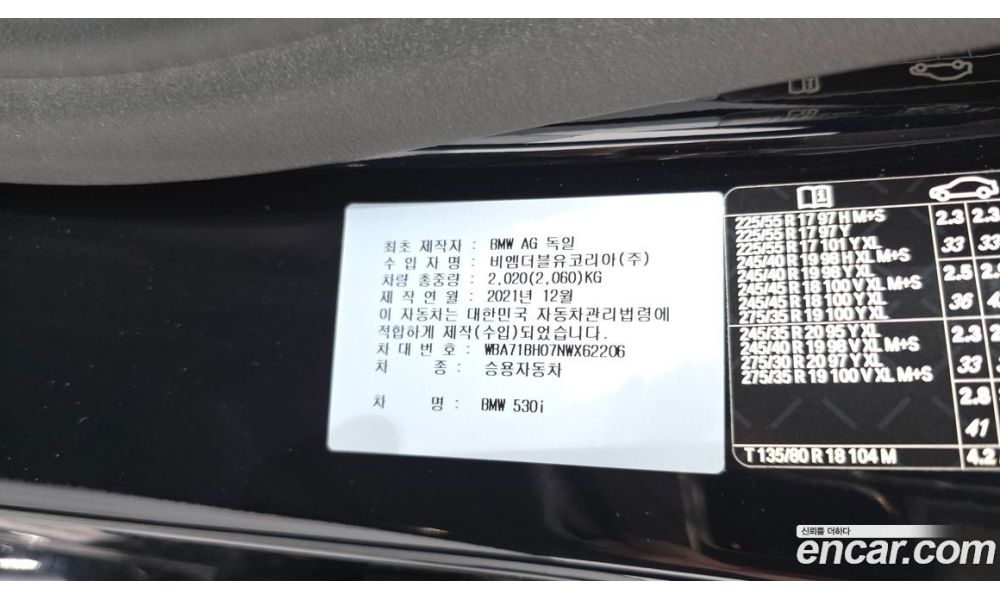 최초 제작자 : BMW AG 독일
수 입 자 명 : 비엠더블유코리아(주)
차량 총중량 : 2,020(2,060)KG
제 작 연 월 : 2021년 12월
이 자동차는 대한민국 자동차관리법령에
적합하게 제작(수입)되었습니다.
차 대 번 호 : WBA71BH07NWX62206
차 종 : 승용자동차
차 명 : BMW 530i
225/55 R 17 97 H M+S 2.3 2.3
225/55 R 17 97 Y
225/55 R 17 101 Y XL 33 33
245/40 R 19 98 H XL M+S
245/40 R 19 98 Y XL 2.5
245/45 R 18 100 V XL M+S
245/45 R 18 100 Y XL 36
275/35 R 19 100 Y XL
245/35 R 20 95 Y XL 2.3
245/40 R 19 98 V XL M+S
275/30 R 20 97 Y XL 33
275/35 R 19 100 V XL M+S
2.8
41
T 135/80 R 18 104 M 4.2
신뢰를 더하다
encar.com